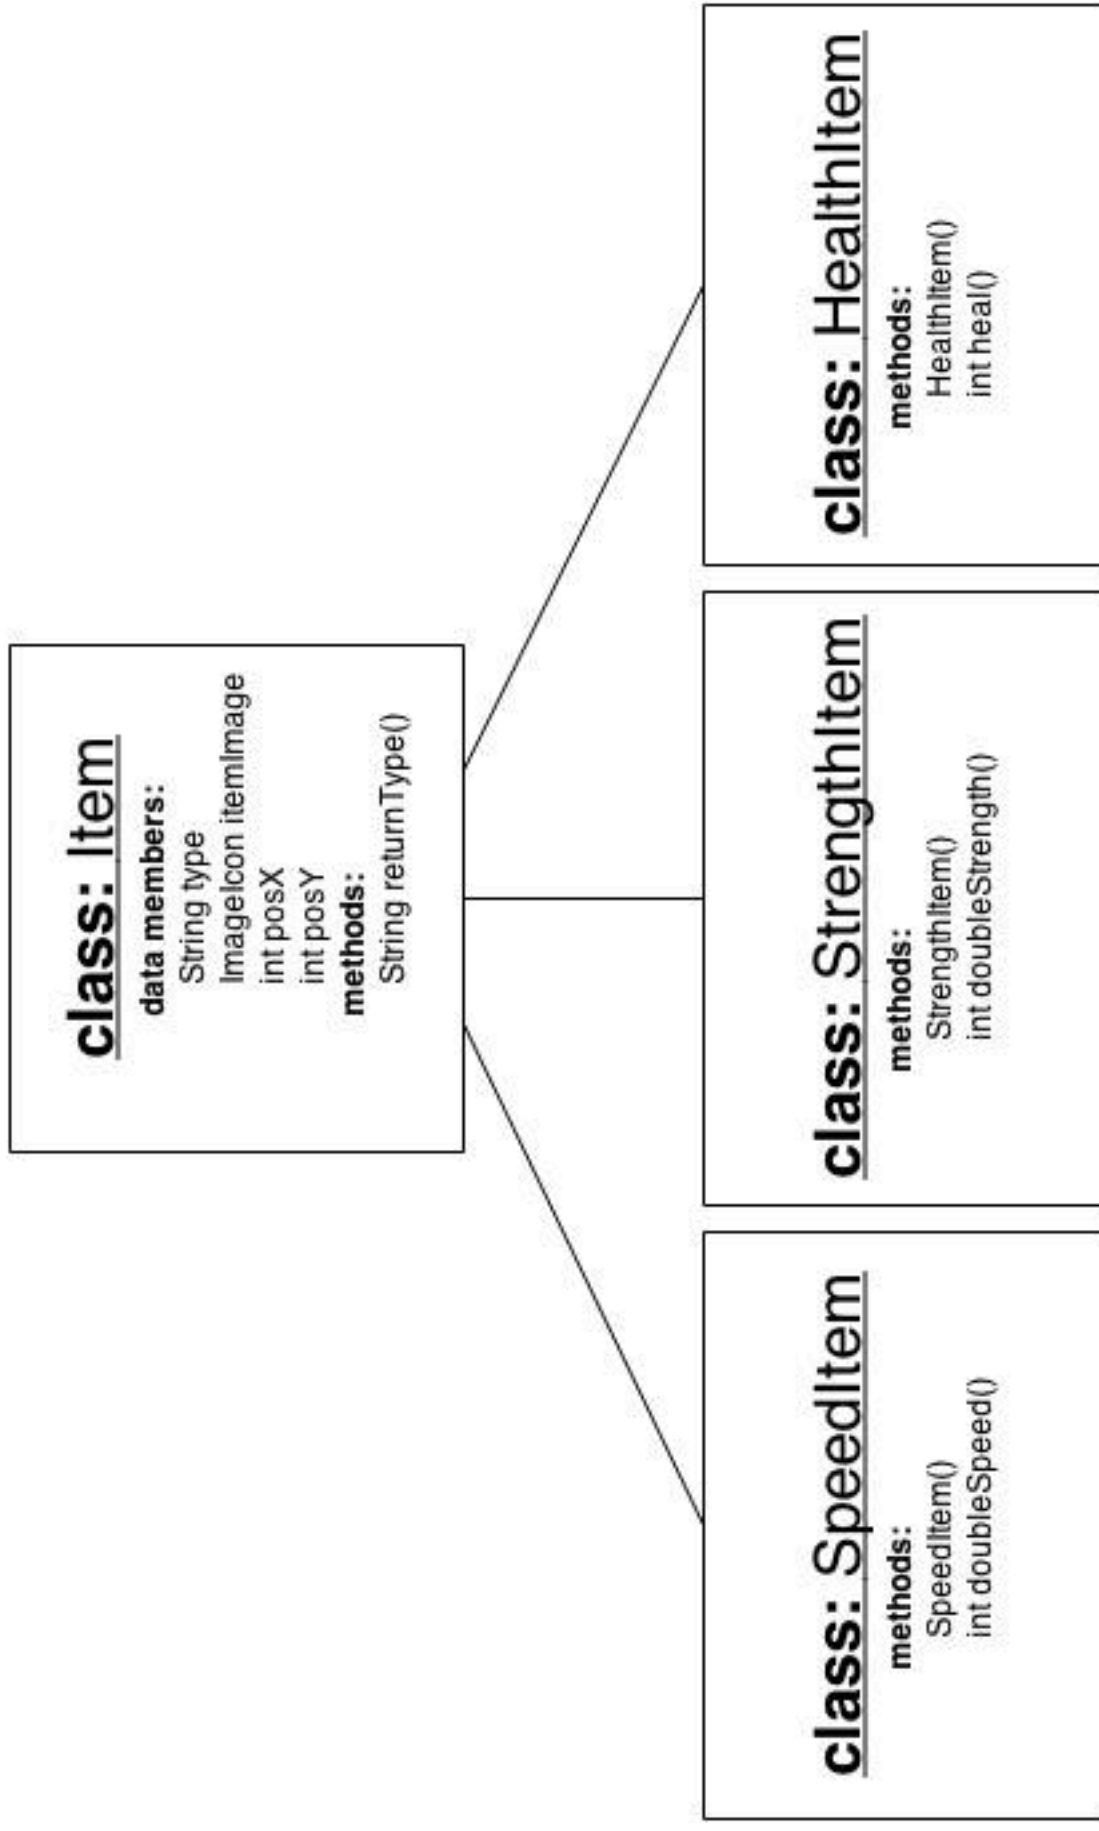 class: Item
data members:
String type
ImageIcon itemImage
int posX
int posY
methods:
String returnType()
class: SpeedItem
methods:
SpeedItem()
int doubleSpeed()
class: StrengthItem
methods:
StrengthItem()
int doubleStrength()
class: HealthItem
methods:
HealthItem()
int heal()